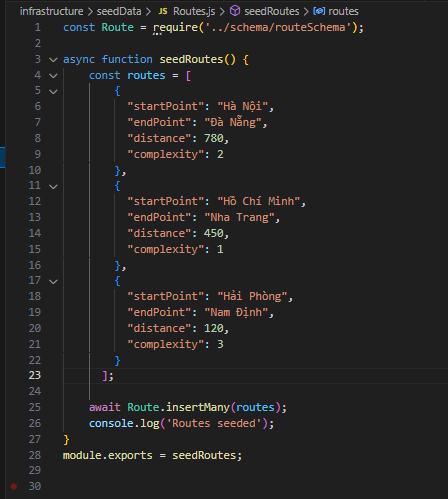 infrastructure > seedData > JS Routes.js > seedRoutes > routes
1 const Route = require('../schema/routeSchema');
2
3 async function seedRoutes() {
4 const routes = [
5 {
6 "startPoint": "Hà Nội",
7 "endPoint": "Đà Nẵng",
8 "distance": 780,
9 "complexity": 2
10 },
11 {
12 "startPoint": "Hồ Chí Minh",
13 "endPoint": "Nha Trang",
14 "distance": 450,
15 "complexity": 1
16 },
17 {
18 "startPoint": "Hải Phòng",
19 "endPoint": "Nam Định",
20 "distance": 120,
21 "complexity": 3
22 }
23 ];
24
25 await Route.insertMany(routes);
26 console.log('Routes seeded');
27 }
28 module.exports = seedRoutes;
29
30